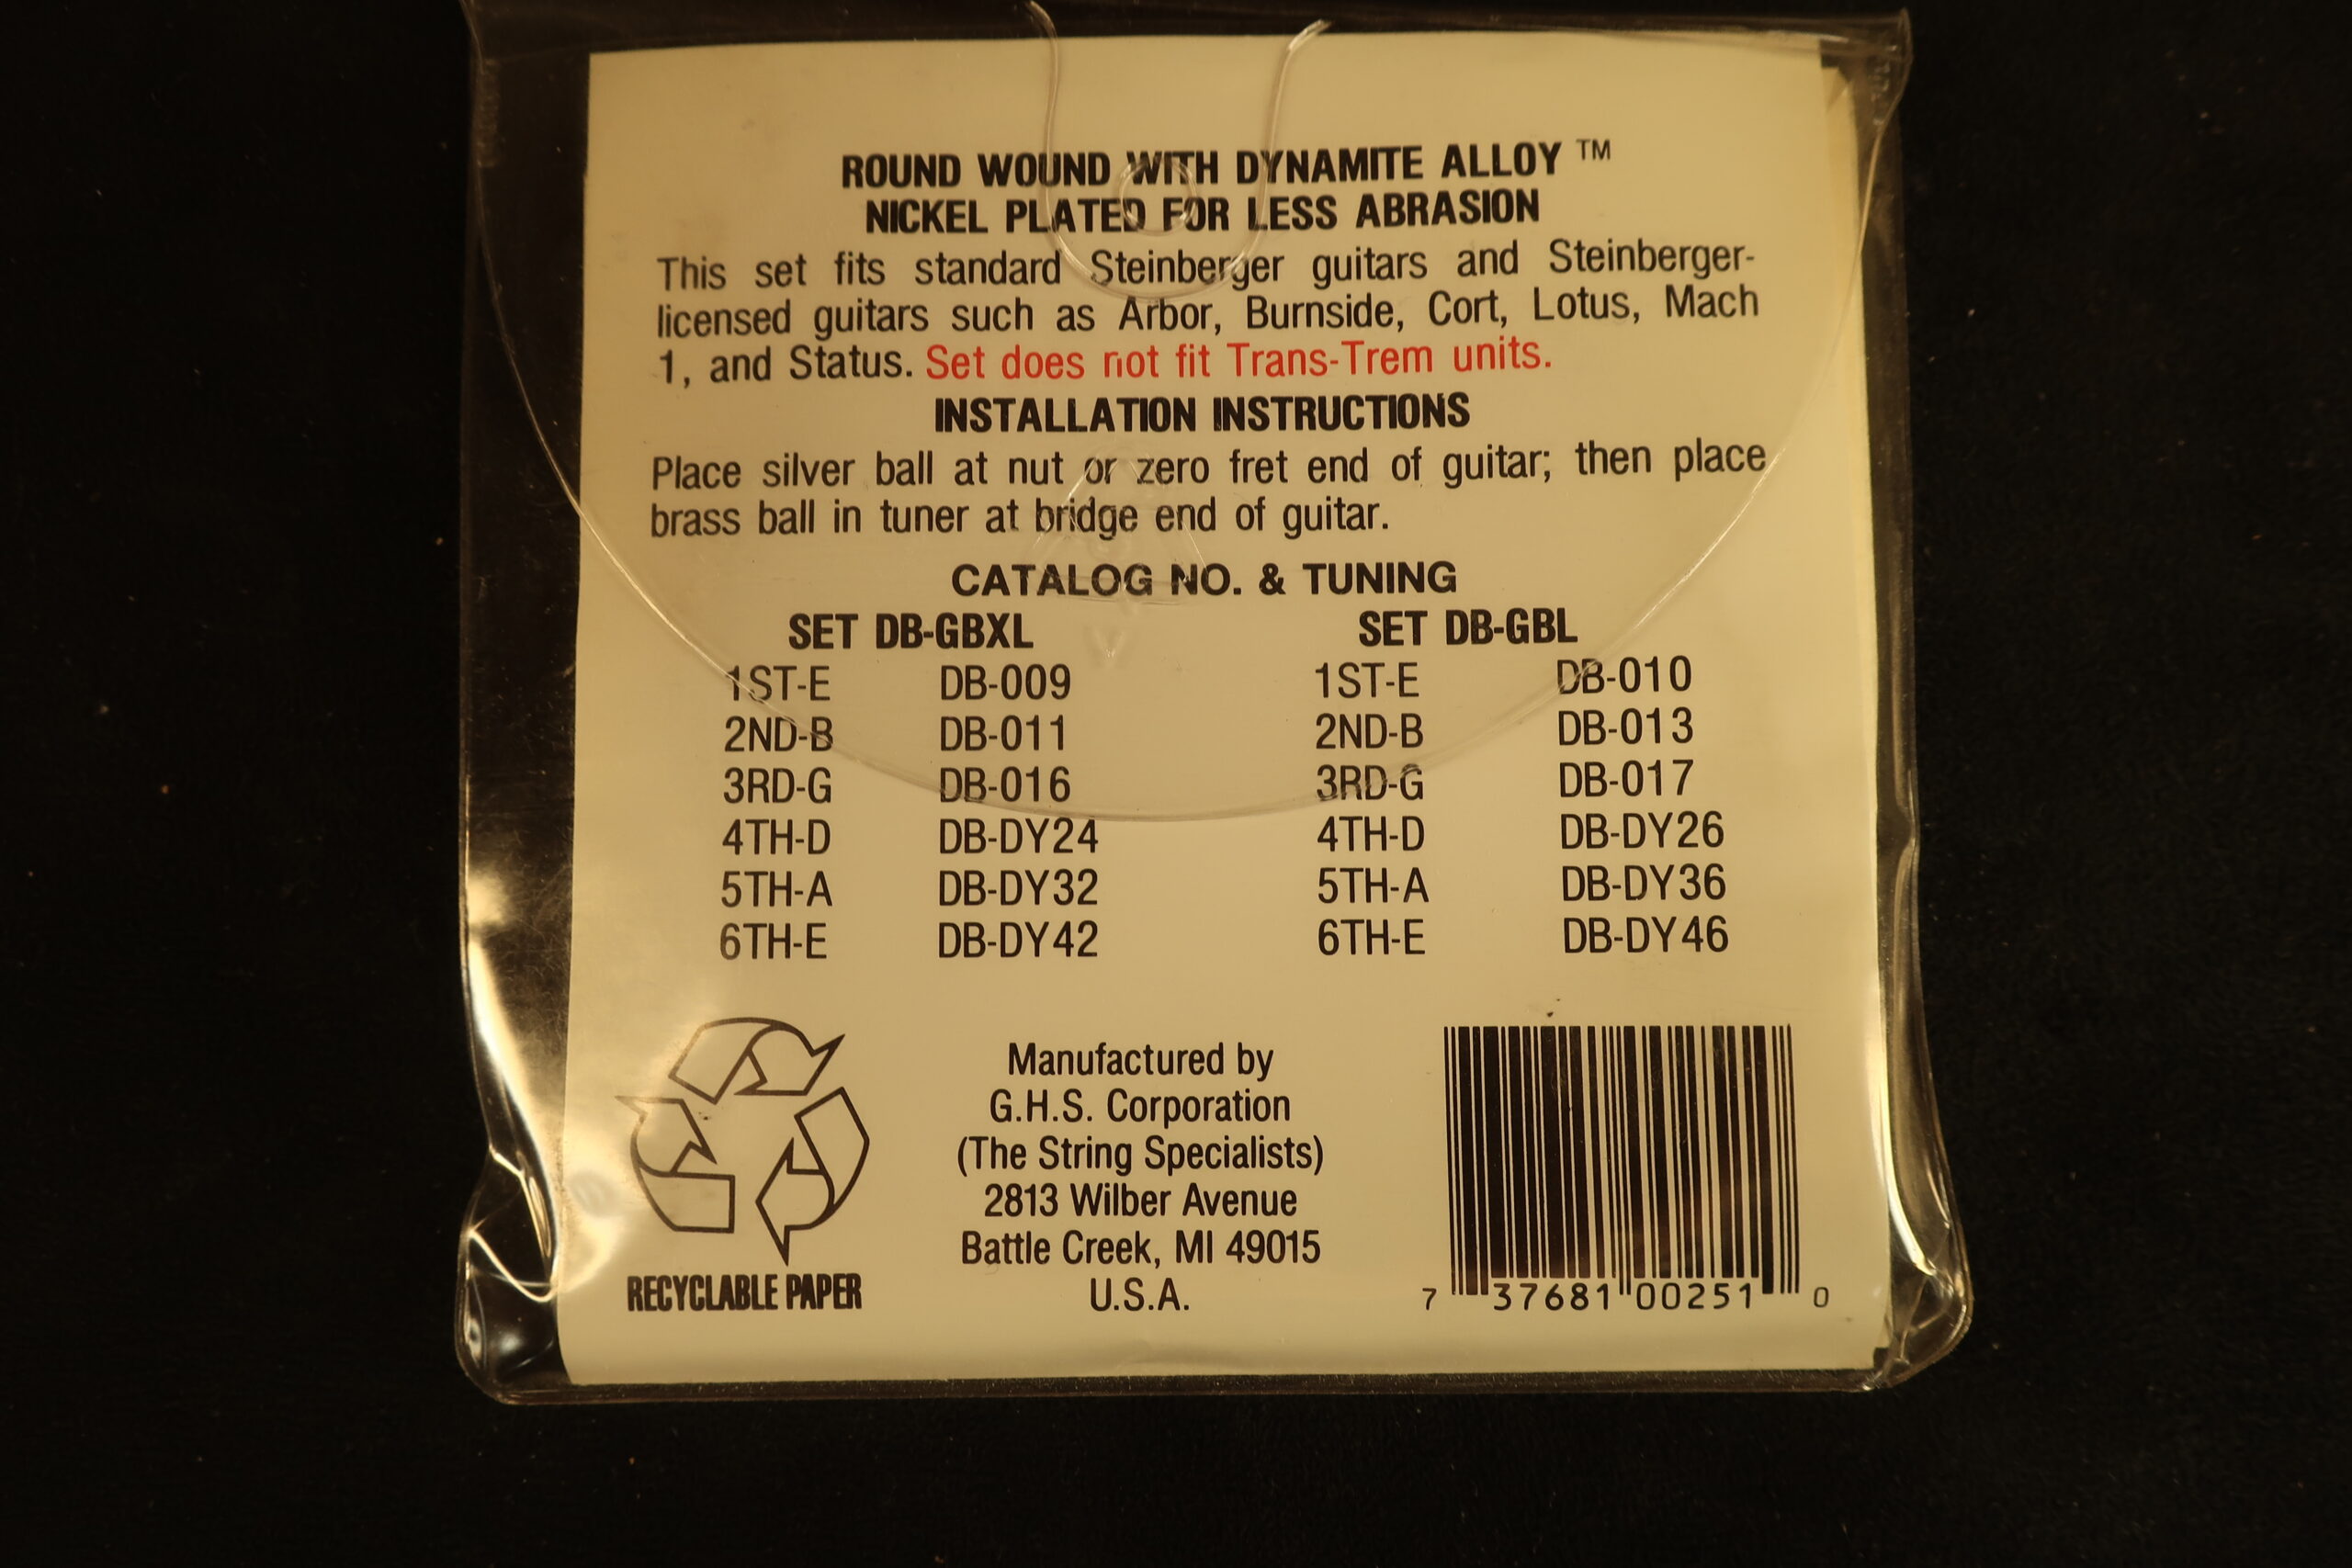 ROUND WOUND WITH DYNAMITE ALLOY ™
NICKEL PLATED FOR LESS ABRASION
This set fits standard Steinberger guitars and Steinberger-
licensed guitars such as Arbor, Burnside, Cort, Lotus, Mach
1, and Status. Set does not fit Trans-Trem units.
INSTALLATION INSTRUCTIONS
Place silver ball at nut or zero fret end of guitar; then place
brass ball in tuner at bridge end of guitar.
CATALOG NO. & TUNING
SET DB-GBXL SET DB-GBL
1ST-E DB-009 1ST-E DB-010
2ND-B DB-011 2ND-B DB-013
3RD-G DB-016 3RD-G DB-017
4TH-D DB-DY24 4TH-D DB-DY26
5TH-A DB-DY32 5TH-A DB-DY36
6TH-E DB-DY42 6TH-E DB-DY46
RECYCLABLE PAPER
Manufactured by
G.H.S. Corporation
(The String Specialists)
2813 Wilber Avenue
Battle Creek, MI 49015
U.S.A.
7 37681 00251 0